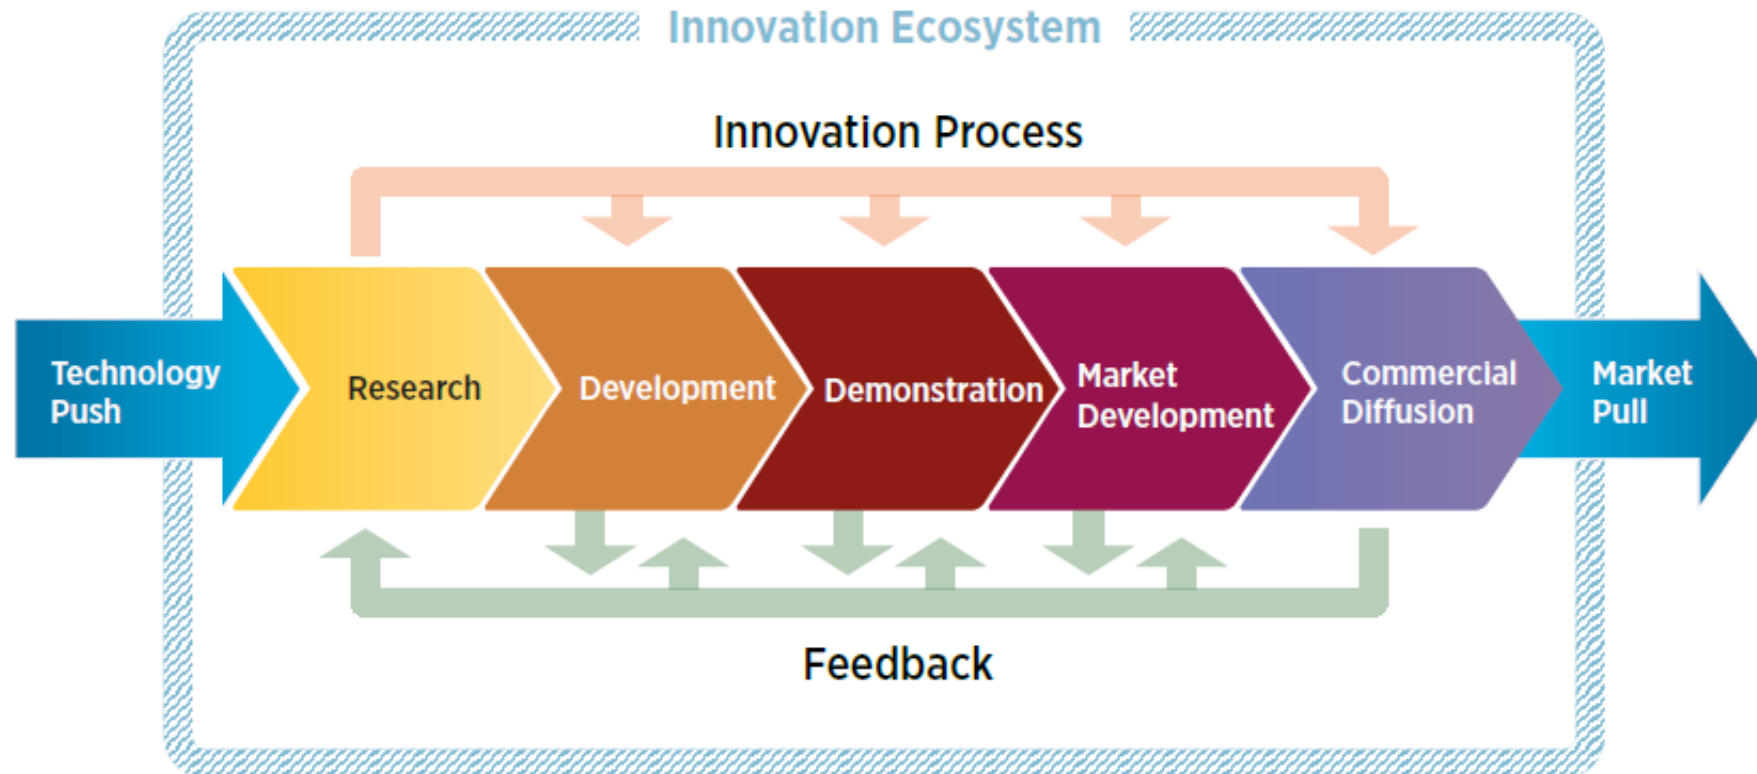 Innovation Ecosystem
Innovation Process
Technology
Push
Research
Development
Demonstration
Market
Development
Commercial
Diffusion
Market
Pull
Feedback